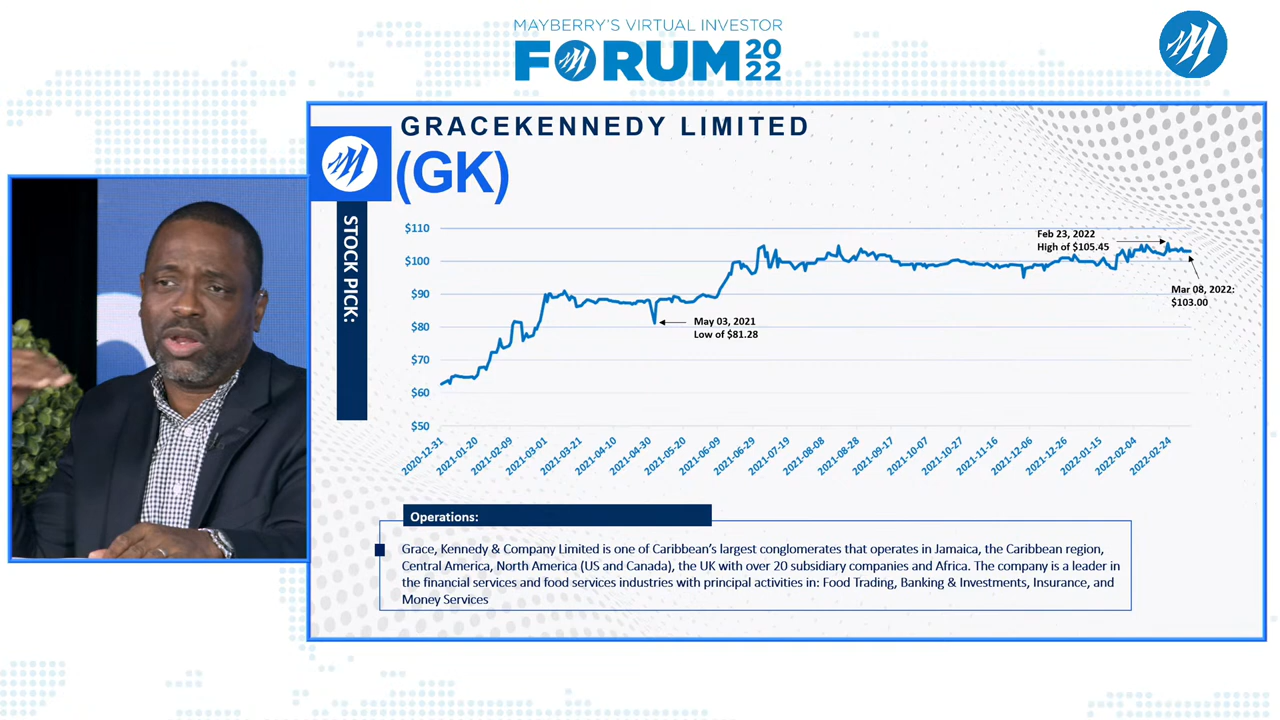 MAYBERRY'S VIRTUAL INVESTOR
FORUM 20
22
GRACEKENNEDY LIMITED
(GK)
STOCK PICK:
$110
$100
$90
$80
$70
$60
$50
Feb 23, 2022
High of $105.45
Mar 08, 2022:
$103.00
May 03, 2021
Low of $81.28
2020-12-31
2021-01-20
2021-02-09
2021-03-01
2021-03-21
2021-04-10
2021-04-30
2021-05-20
2021-06-09
2021-06-29
2021-07-19
2021-08-08
2021-08-28
2021-09-17
2021-10-07
2021-10-27
2021-11-16
2021-12-06
2021-12-26
2022-01-15
2022-02-04
2022-02-24
Operations:
Grace, Kennedy & Company Limited is one of Caribbean's largest conglomerates that operates in Jamaica, the Caribbean region,
Central America, North America (US and Canada), the UK with over 20 subsidiary companies and Africa. The company is a leader in
the financial services and food services industries with principal activities in: Food Trading, Banking & Investments, Insurance, and
Money Services